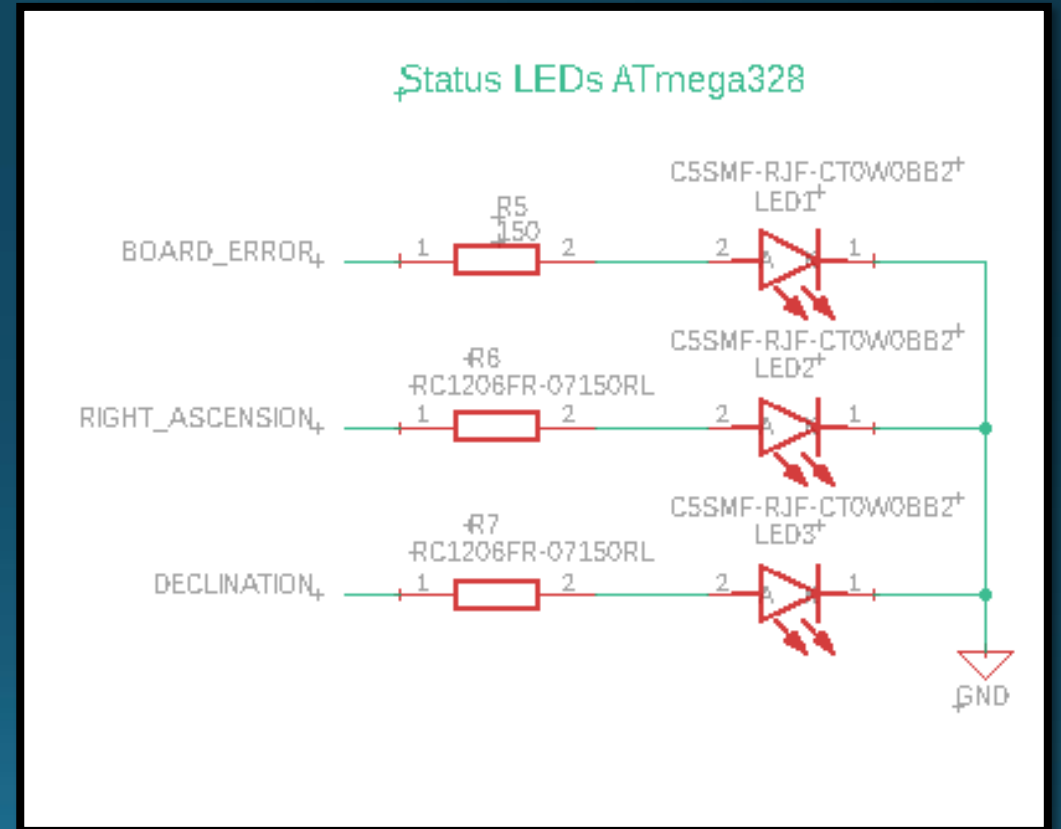 Status LEDs ATmega328
C5SMF-RJF-CT0W0BB2
LED1
R5
150
BOARD_ERROR
1
2
2
1
C5SMF-RJF-CT0W0BB2
LED2
R6
RC1206FR-07150RL
RIGHT_ASCENSION
1
2
2
1
C5SMF-RJF-CT0W0BB2
LED3
R7
RC1206FR-07150RL
DECLINATION
1
2
2
1
GND